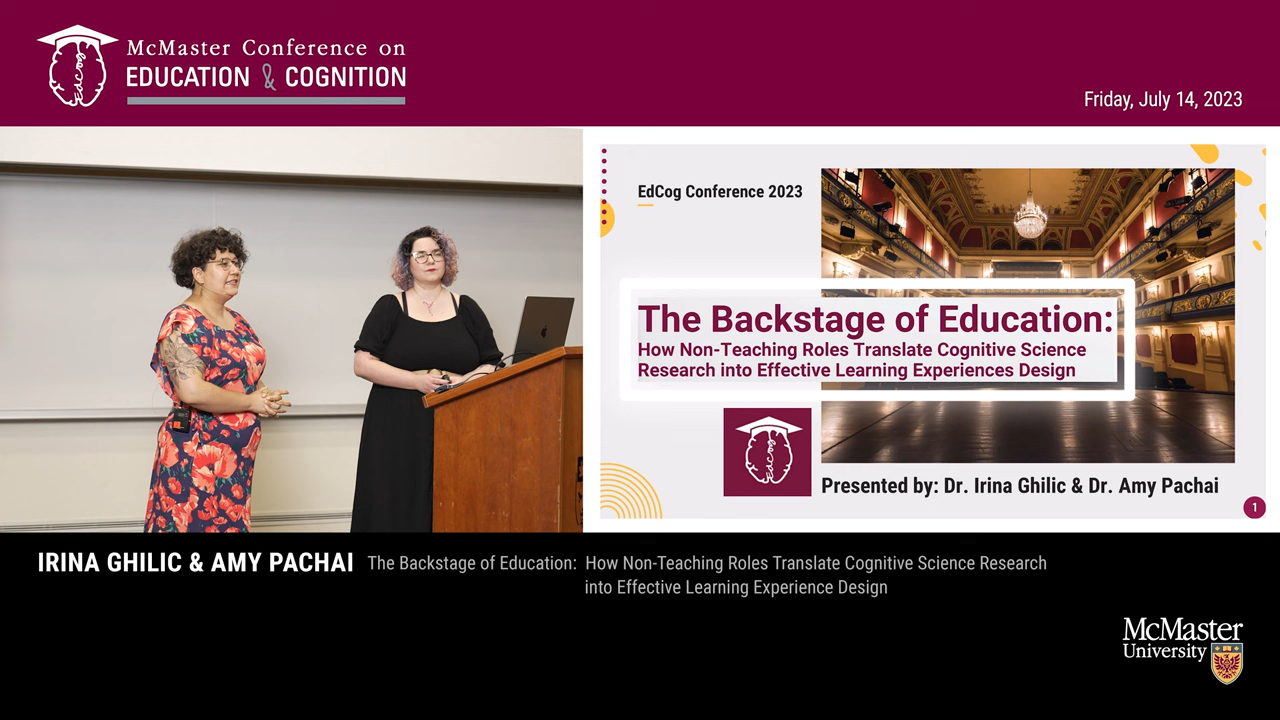 McMaster Conference on
EDUCATION & COGNITION
Friday, July 14, 2023
EdCog Conference 2023
The Backstage of Education:
How Non-Teaching Roles Translate Cognitive Science
Research into Effective Learning Experiences Design
EdCog
Presented by: Dr. Irina Ghilic & Dr. Amy Pachai
1
IRINA GHILIC & AMY PACHAI The Backstage of Education: How Non-Teaching Roles Translate Cognitive Science Research
into Effective Learning Experience Design
McMaster
University